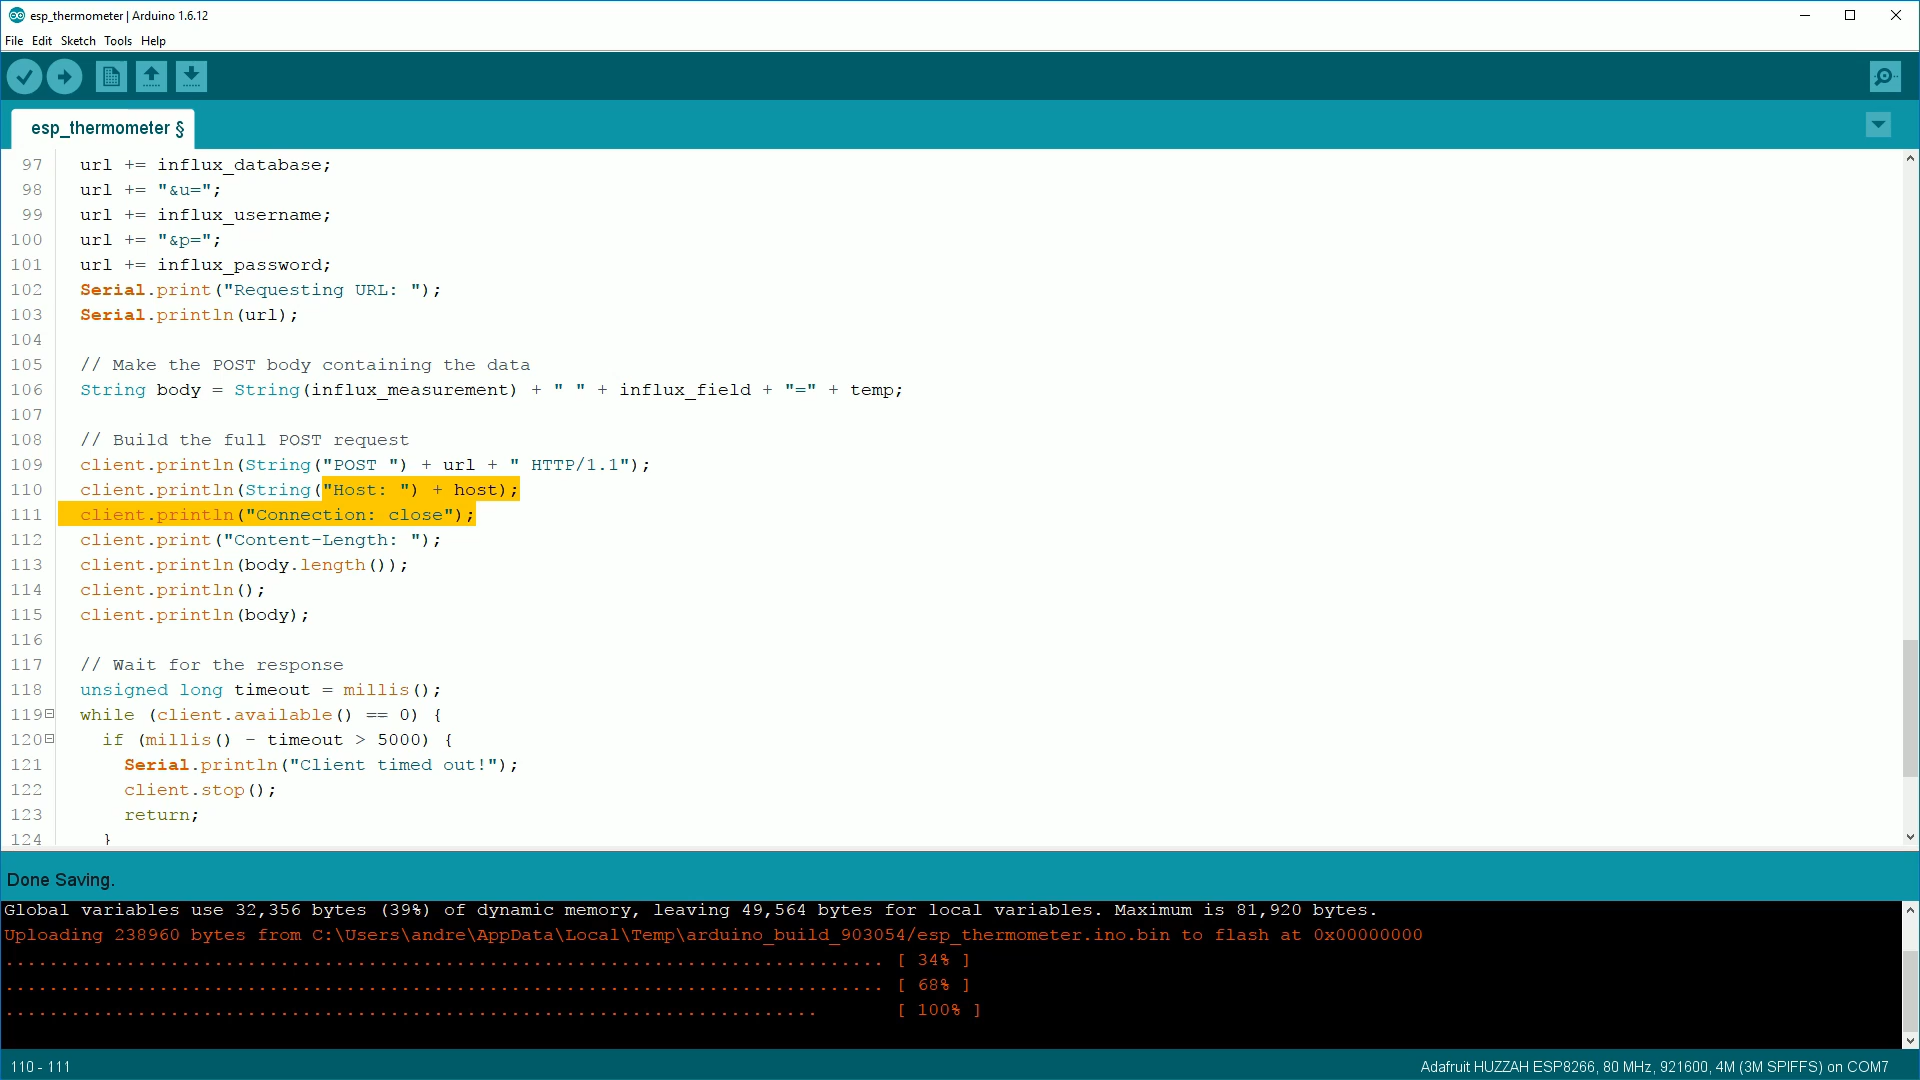 esp_thermometer | Arduino 1.6.12
File Edit Sketch Tools Help
esp_thermometer §
97 url += influx_database;
98 url += "&u=";
99 url += influx_username;
100 url += "&p=";
101 url += influx_password;
102 Serial.print("Requesting URL: ");
103 Serial.println(url);
104
105 // Make the POST body containing the data
106 String body = String(influx_measurement) + " " + influx_field + "=" + temp;
107
108 // Build the full POST request
109 client.println(String("POST ") + url + " HTTP/1.1");
110 client.println(String("Host: ") + host);
111 client.println("Connection: close");
112 client.print("Content-Length: ");
113 client.println(body.length());
114 client.println();
115 client.println(body);
116
117 // Wait for the response
118 unsigned long timeout = millis();
119 while (client.available() == 0) {
120 if (millis() - timeout > 5000) {
121 Serial.println("Client timed out!");
122 client.stop();
123 return;
124 }
Done Saving.
Global variables use 32,356 bytes (39%) of dynamic memory, leaving 49,564 bytes for local variables. Maximum is 81,920 bytes.
Uploading 238960 bytes from C:\Users\andre\AppData\Local\Temp\arduino_build_903054/esp_thermometer.ino.bin to flash at 0x00000000
................................................................................ [ 34% ]
................................................................................ [ 68% ]
.......................................................................... [ 100% ]
110 - 111 Adafruit HUZZAH ESP8266, 80 MHz, 921600, 4M (3M SPIFFS) on COM7